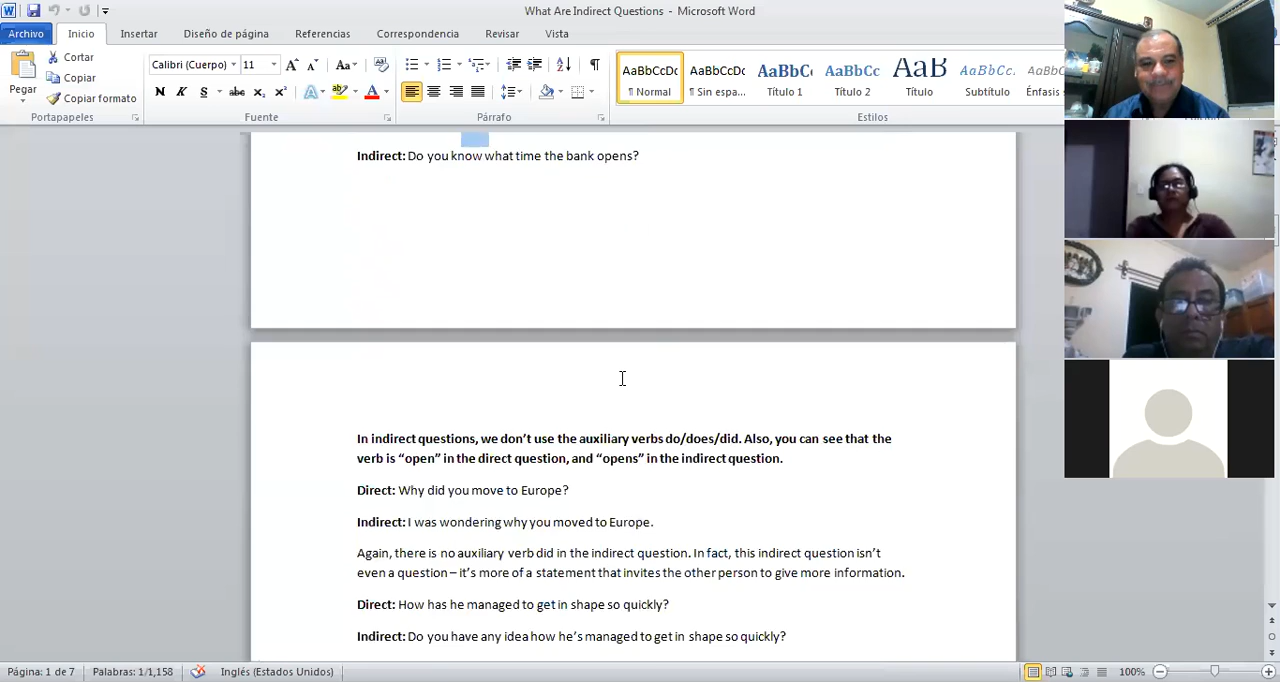 What Are Indirect Questions - Microsoft Word
Archivo Inicio Insertar Diseño de página Referencias Correspondencia Revisar Vista
Pegar
Cortar
Copiar
Copiar formato
Portapapeles
Calibri (Cuerpo) 11
Fuente
Párrafo
AaBbCcDc AaBbCcDc AaBbC AaBbCc AaB AaBbCc. AaBbCc
¶ Normal ¶ Sin espa... Título 1 Título 2 Título Subtítulo Énfasis
Estilos
Indirect: Do you know what time the bank opens?
In indirect questions, we don’t use the auxiliary verbs do/does/did. Also, you can see that the
verb is “open” in the direct question, and “opens” in the indirect question.
Direct: Why did you move to Europe?
Indirect: I was wondering why you moved to Europe.
Again, there is no auxiliary verb did in the indirect question. In fact, this indirect question isn’t
even a question – it’s more of a statement that invites the other person to give more information.
Direct: How has he managed to get in shape so quickly?
Indirect: Do you have any idea how he’s managed to get in shape so quickly?
Página: 1 de 7 Palabras: 1/1,158 Inglés (Estados Unidos) 100%